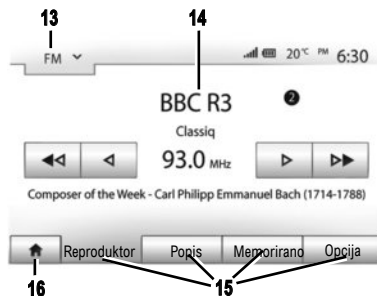 13
14
FM
20°C PM 6:30
BBC R3
2
Classiq
93.0 MHz
Composer of the Week - Carl Philipp Emmanuel Bach (1714-1788)
Reproduktor Popis Memorirano Opcija
16
15